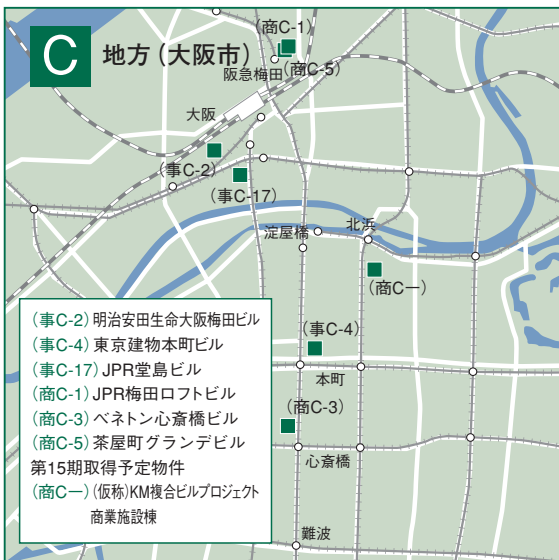 C 地方（大阪市）
(商C-1)
阪急梅田
(商C-5)
大阪
(事C-2)
(事C-17)
淀屋橋
北浜
(商C-ー)
(事C-4)
本町
(商C-3)
心斎橋
難波
(事C-2) 明治安田生命大阪梅田ビル
(事C-4) 東京建物本町ビル
(事C-17) JPR堂島ビル
(商C-1) JPR梅田ロフトビル
(商C-3) ベネトン心斎橋ビル
(商C-5) 茶屋町グランデビル
第15期取得予定物件
(商C-ー) (仮称)KM複合ビルプロジェクト
商業施設棟